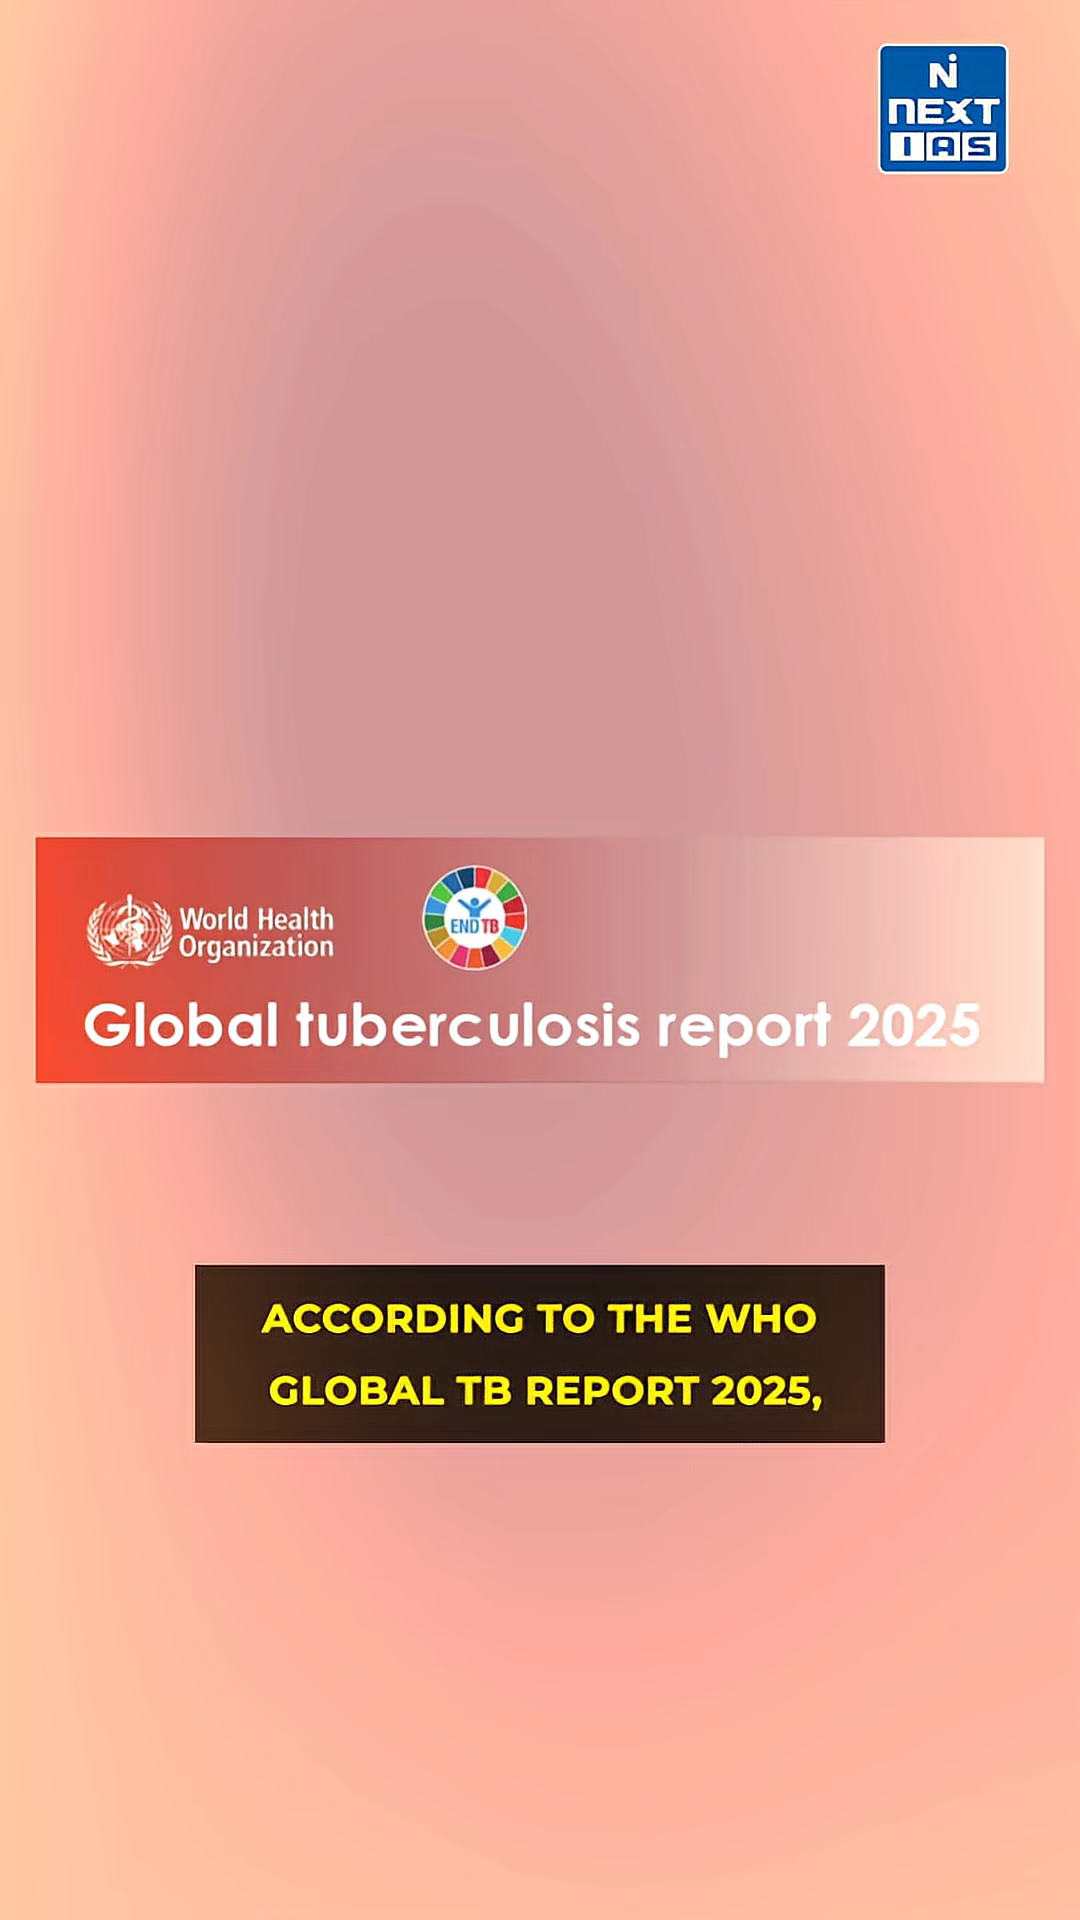 Ni
NEXT
IAS
World Health
Organization
END TB
Global tuberculosis report 2025
ACCORDING TO THE WHO
GLOBAL TB REPORT 2025,